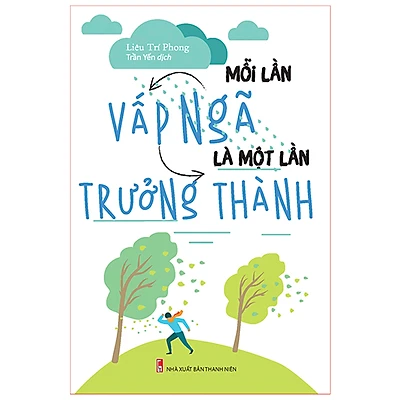 Liêu Trí Phong
Trần Yến dịch
MỖI LẦN
VẤP NGÃ
LÀ MỘT LẦN
TRƯỞNG THÀNH
NHÀ XUẤT BẢN THANH NIÊN